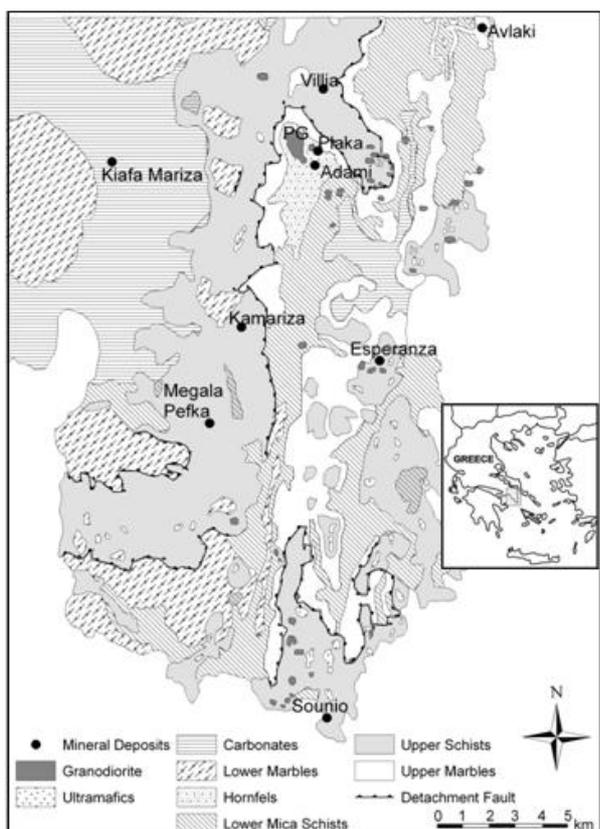 Avlaki
Villia
PG
Plaka
Adami
Kiafa Mariza
Kamariza
Esperanza
Megala
Pefka
GREECE
Sounio
N
Mineral Deposits
Carbonates
Upper Schists
Granodiorite
Lower Marbles
Upper Marbles
Ultramafics
Hornfels
Detachment Fault
Lower Mica Schists
0 1 2 3 4 5
km